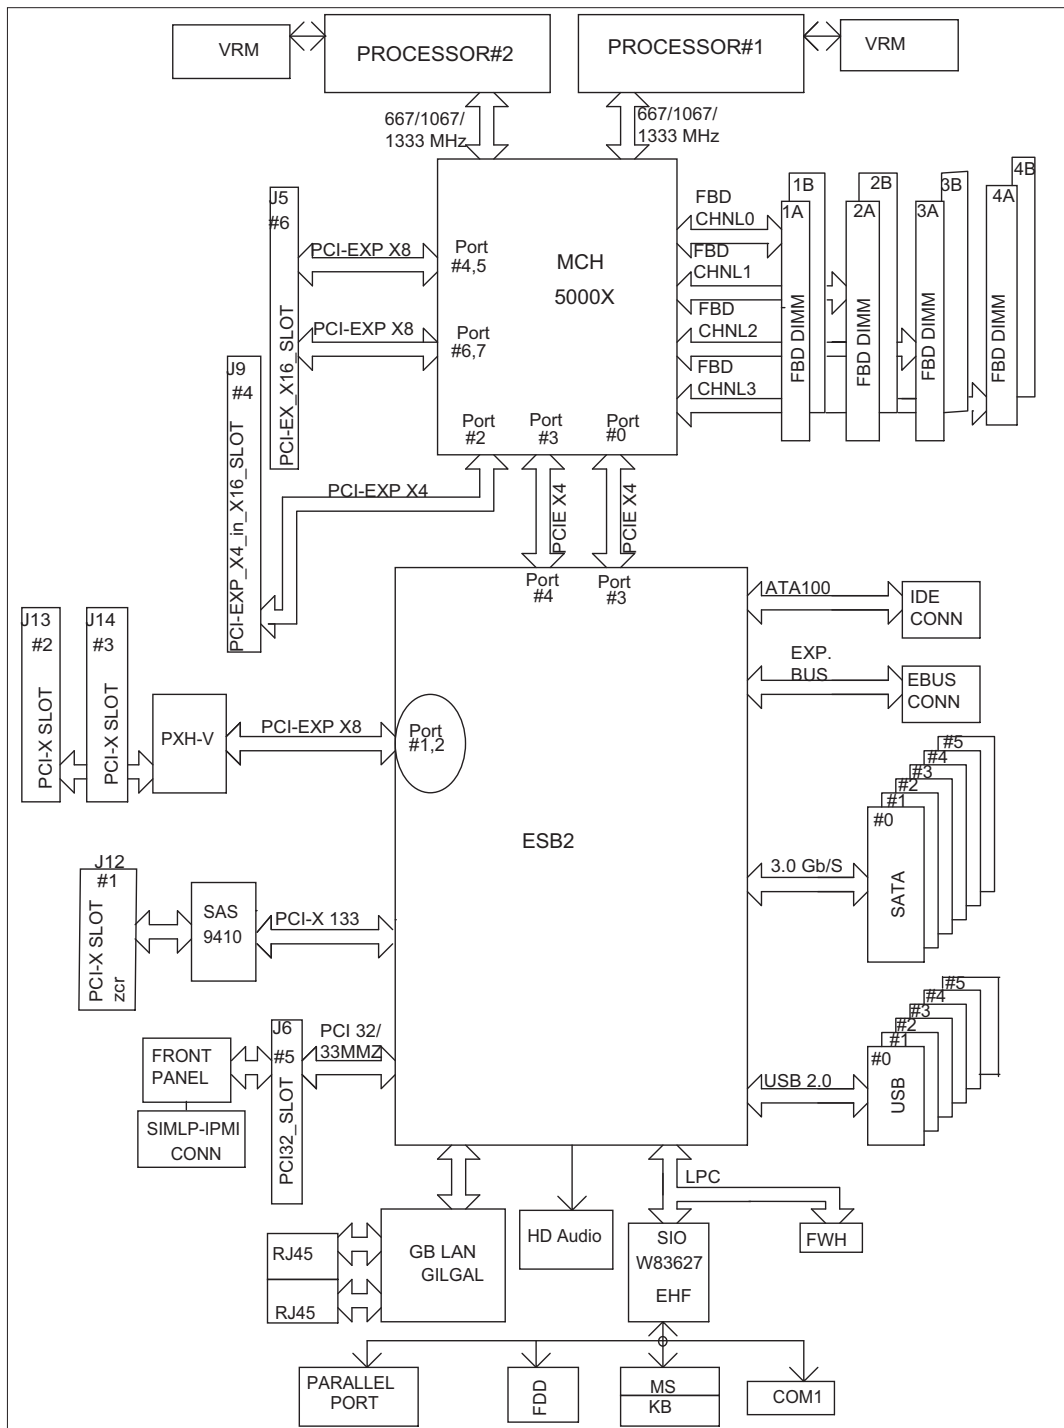 VRM
PROCESSOR#2
PROCESSOR#1
VRM
667/1067/
1333 MHz
667/1067/
1333 MHz
J5
#6
PCI-EX_X16_SLOT
PCI-EXP X8
Port
#4,5
PCI-EXP X8
Port
#6,7
MCH
5000X
FBD
CHNL0
FBD
CHNL1
FBD
CHNL2
FBD
CHNL3
1B
1A
FBD DIMM
2B
2A
FBD DIMM
3B
3A
FBD DIMM
4B
4A
FBD DIMM
J9
#4
PCI-EXP_X4_in_X16_SLOT
Port
#2
Port
#3
Port
#0
PCI-EXP X4
PCIE X4
PCIE X4
Port
#4
Port
#3
ATA100
IDE
CONN
EXP.
BUS
EBUS
CONN
J13
#2
PCI-X SLOT
J14
#3
PCI-X SLOT
PXH-V
PCI-EXP X8
Port
#1,2
ESB2
#5
#4
#3
#2
#1
#0
SATA
3.0 Gb/S
J12
#1
PCI-X SLOT
zcr
SAS
9410
PCI-X 133
J6
#5
PCI32_SLOT
PCI 32/
33MMZ
FRONT
PANEL
SIMLP-IPMI
CONN
#5
#4
#3
#2
#1
#0
USB
USB 2.0
LPC
RJ45
RJ45
GB LAN
GILGAL
HD Audio
SIO
W83627
EHF
FWH
PARALLEL
PORT
FDD
MS
KB
COM1